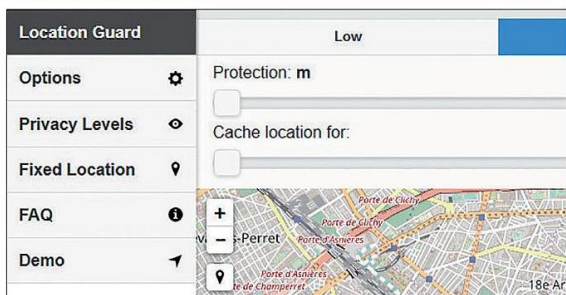 Location Guard
Options
Privacy Levels
Fixed Location
FAQ
Demo
Low
Protection: m
Cache location for:
+
−
Porte de Clichy
Porte de Clichy
Porte d'Asnières
s-Perret
Porte d'Asnières
te de Champerret
18e Ar